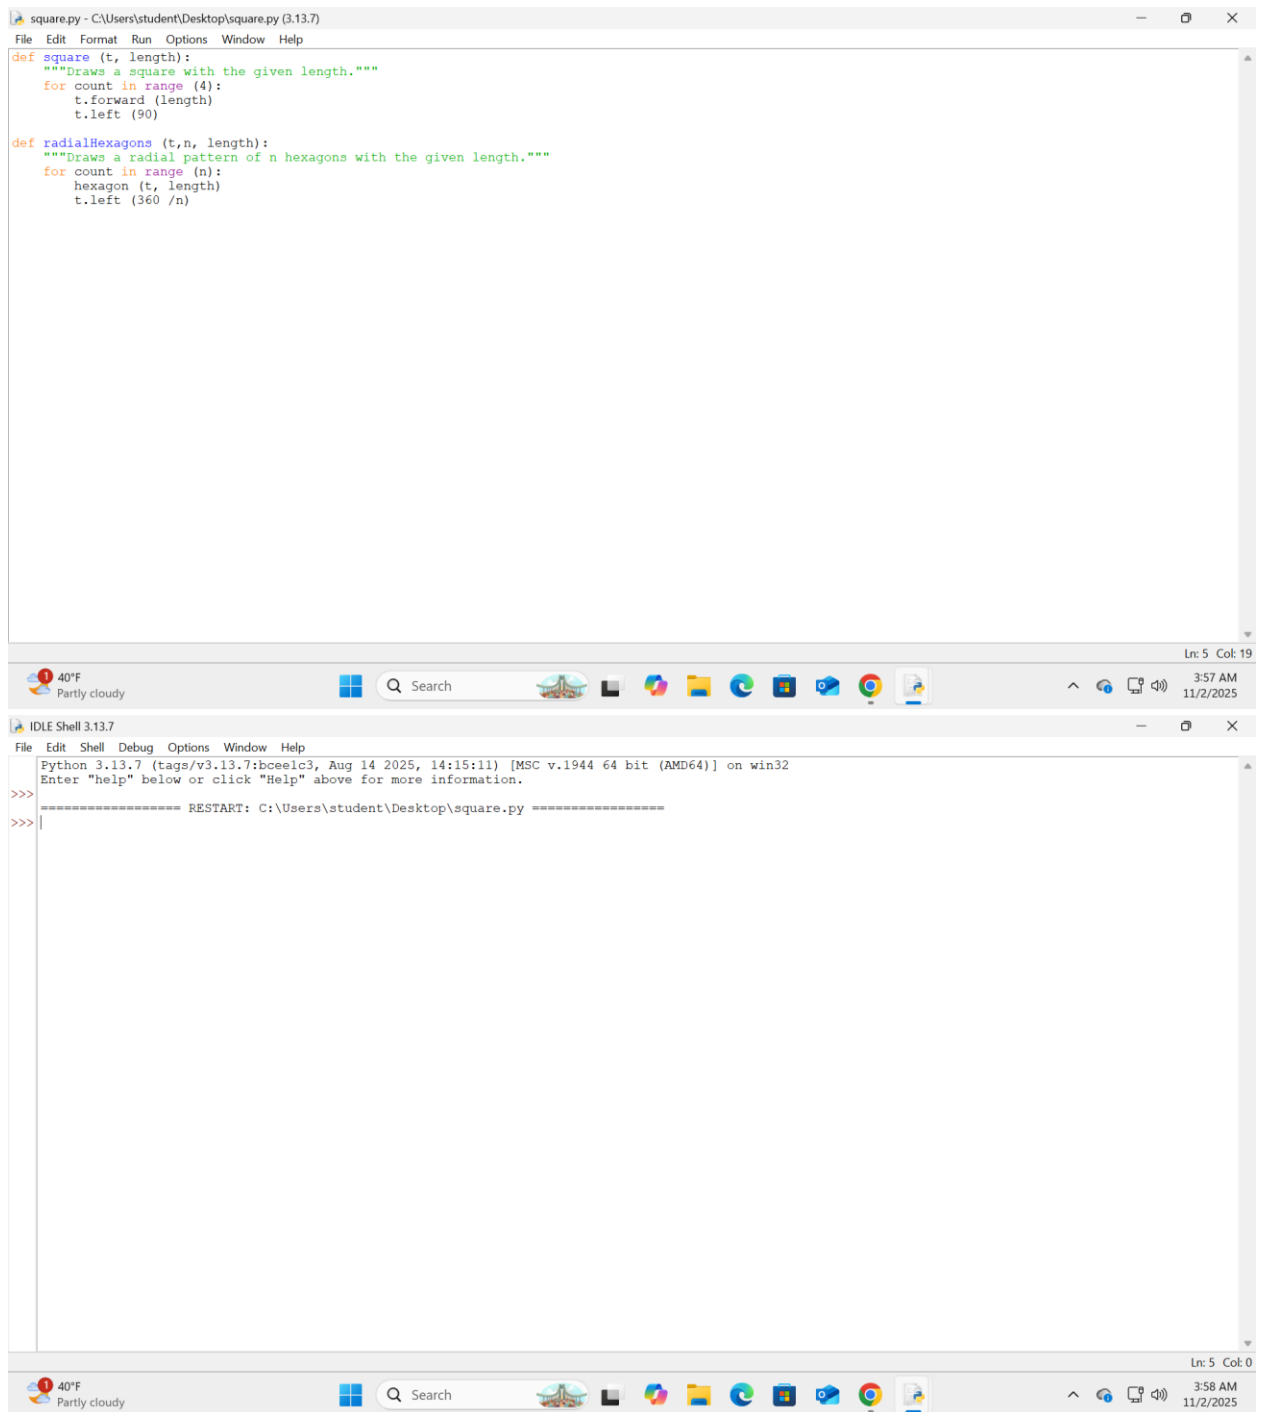 square.py - C:\Users\student\Desktop\square.py (3.13.7)
File Edit Format Run Options Window Help
def square (t, length):
    """Draws a square with the given length."""
    for count in range (4):
        t.forward (length)
        t.left (90)
def radialHexagons (t,n, length):
    """Draws a radial pattern of n hexagons with the given length."""
    for count in range (n):
        hexagon (t, length)
        t.left (360 /n)
Ln: 5 Col: 19
1
40°F
Partly cloudy
Search
3:57 AM
11/2/2025
IDLE Shell 3.13.7
File Edit Shell Debug Options Window Help
Python 3.13.7 (tags/v3.13.7:bcee1c3, Aug 14 2025, 14:15:11) [MSC v.1944 64 bit (AMD64)] on win32
Enter "help" below or click "Help" above for more information.
>>>
================== RESTART: C:\Users\student\Desktop\square.py =================
>>>
Ln: 5 Col: 0
1
40°F
Partly cloudy
Search
3:58 AM
11/2/2025